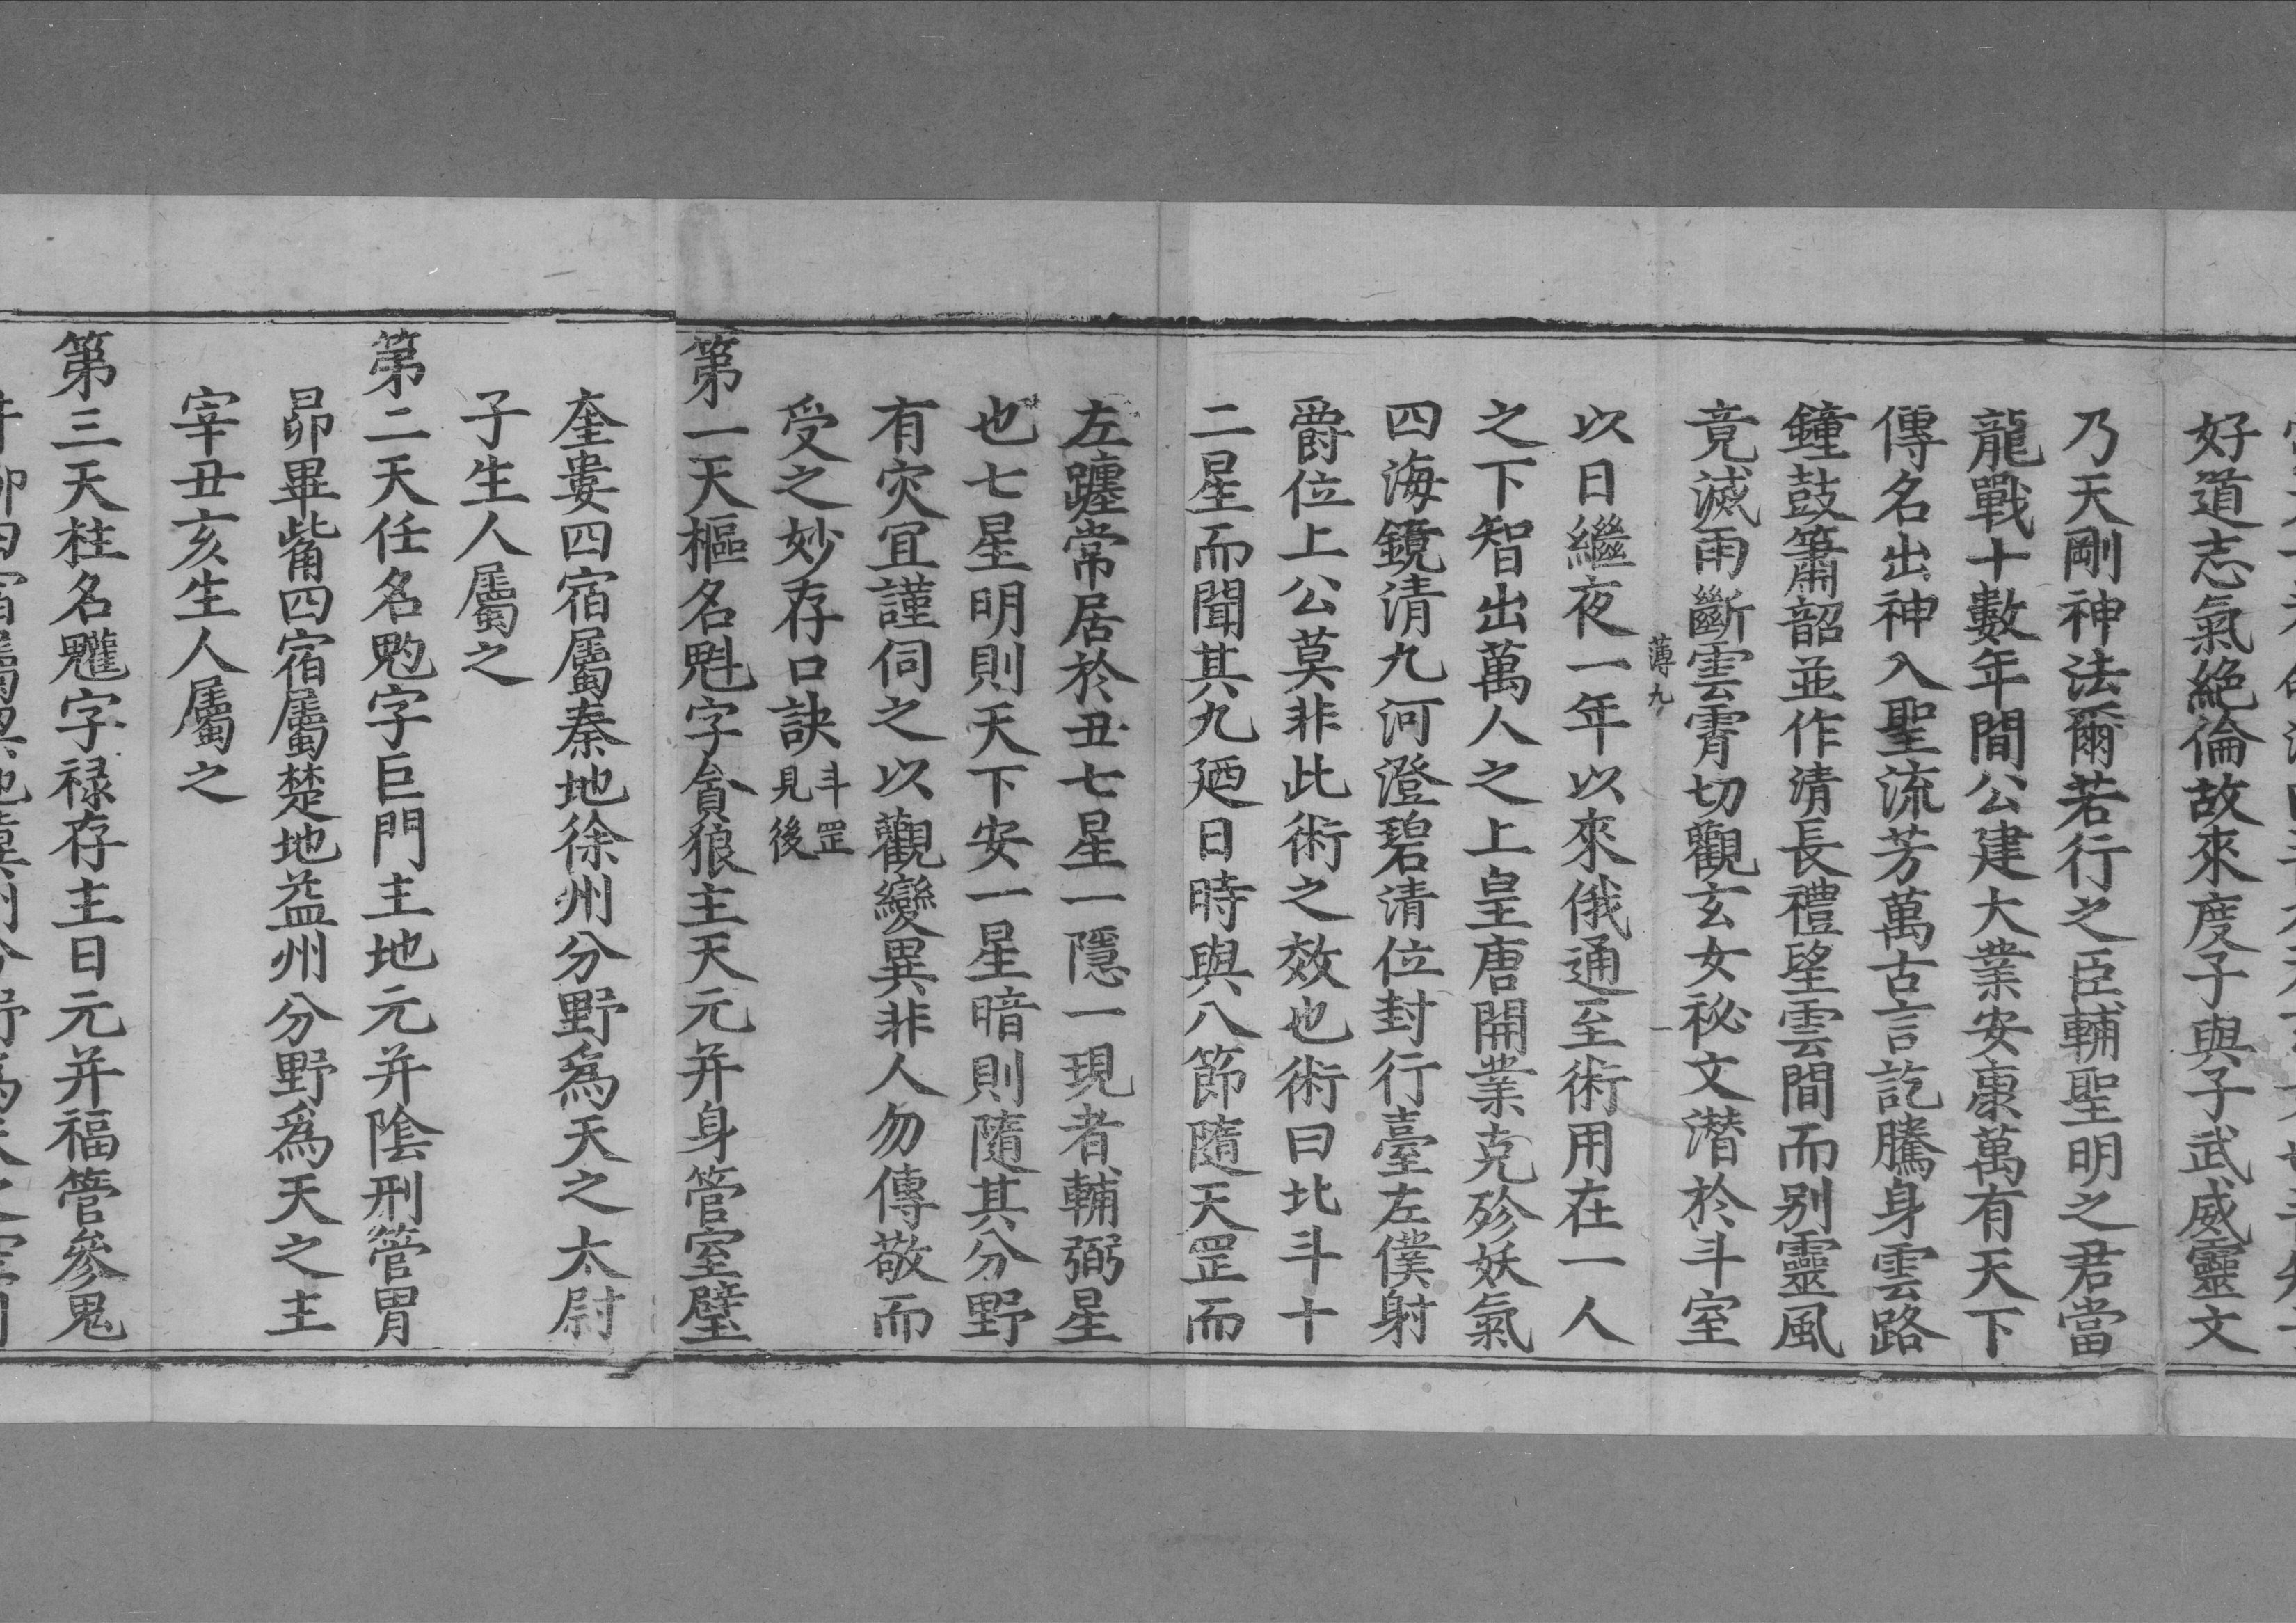 好道志氣絕倫故來度子與子武威靈文
乃天剛神法爾若行之臣輔聖明之君當
龍戰十數年間公建大業安稟萬有天下
傳名出神入聖流芳萬古言訖騰身雲路
鐘鼓簫韶並作清長禮望雲間而别靈風
竟滅雨斷雲霄切觀玄女祕文潜於斗室
薄九 一
以日繼夜一年以來俄通至術用在一人
之下智出萬人之上皇唐開業克殄妖氣
四海鏡清九河澄碧清位封行臺左僕射
爵位上公莫非此術之效也術曰北斗十
二星而聞其九廼日時與八節隨天罡而
左躔常居於丑七星一隱一現者輔弼星
也七星明則天下安一星暗則隨其分野
有灾冝謹伺之以觀變異非人勿傳敬而
受之妙存口訣斗罡見後
第一天樞名魁字貪狼主天元并身管室壁
奎婁四宿屬秦地徐州分野爲天之太尉
子生人屬之
第二天任名魓字巨門主地元并隂刑管胃
昴畢觜四宿屬楚地益州分野爲天之主
宰丑亥生人屬之
第三天柱名䰢字禄存主日元并福管參鬼